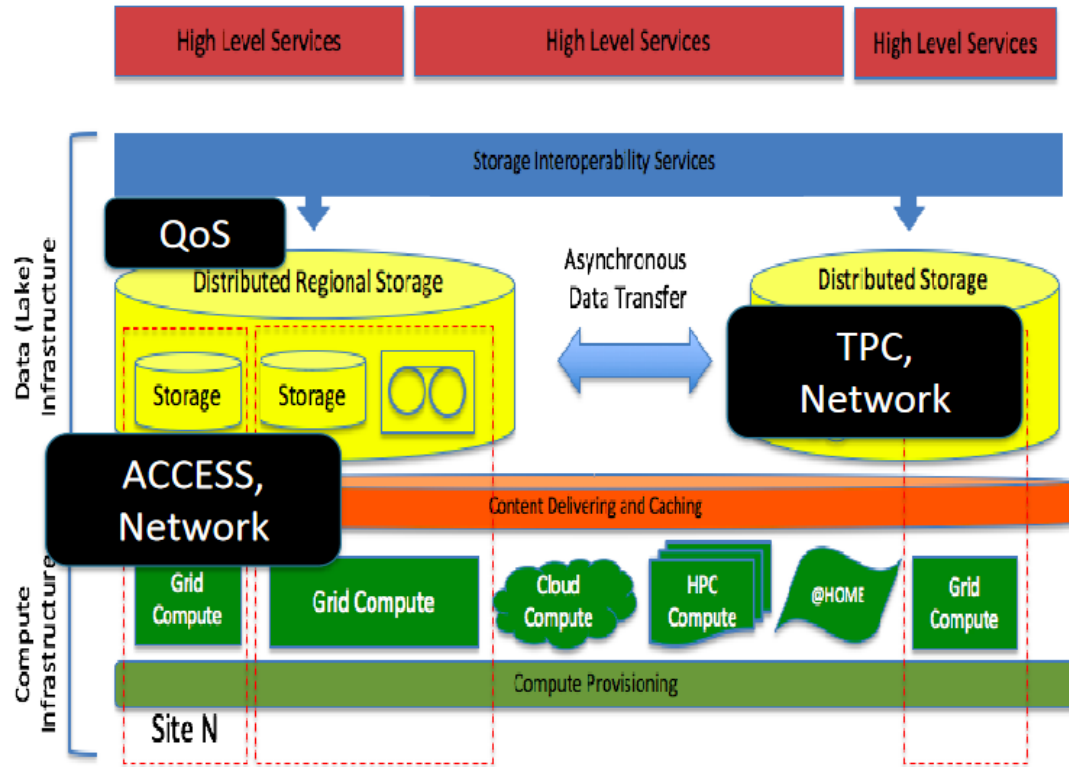 High Level Services
High Level Services
High Level Services
Storage Interoperability Services
QoS
Distributed Regional Storage
Asynchronous
Data Transfer
Distributed Storage
Storage
Storage
TPC,
Network
Data (Lake)
Infrastructure
ACCESS,
Network
Content Delivering and Caching
Grid
Compute
Grid Compute
Cloud
Compute
HPC
Compute
@HOME
Grid
Compute
Compute
Infrastructure
Compute Provisioning
Site N